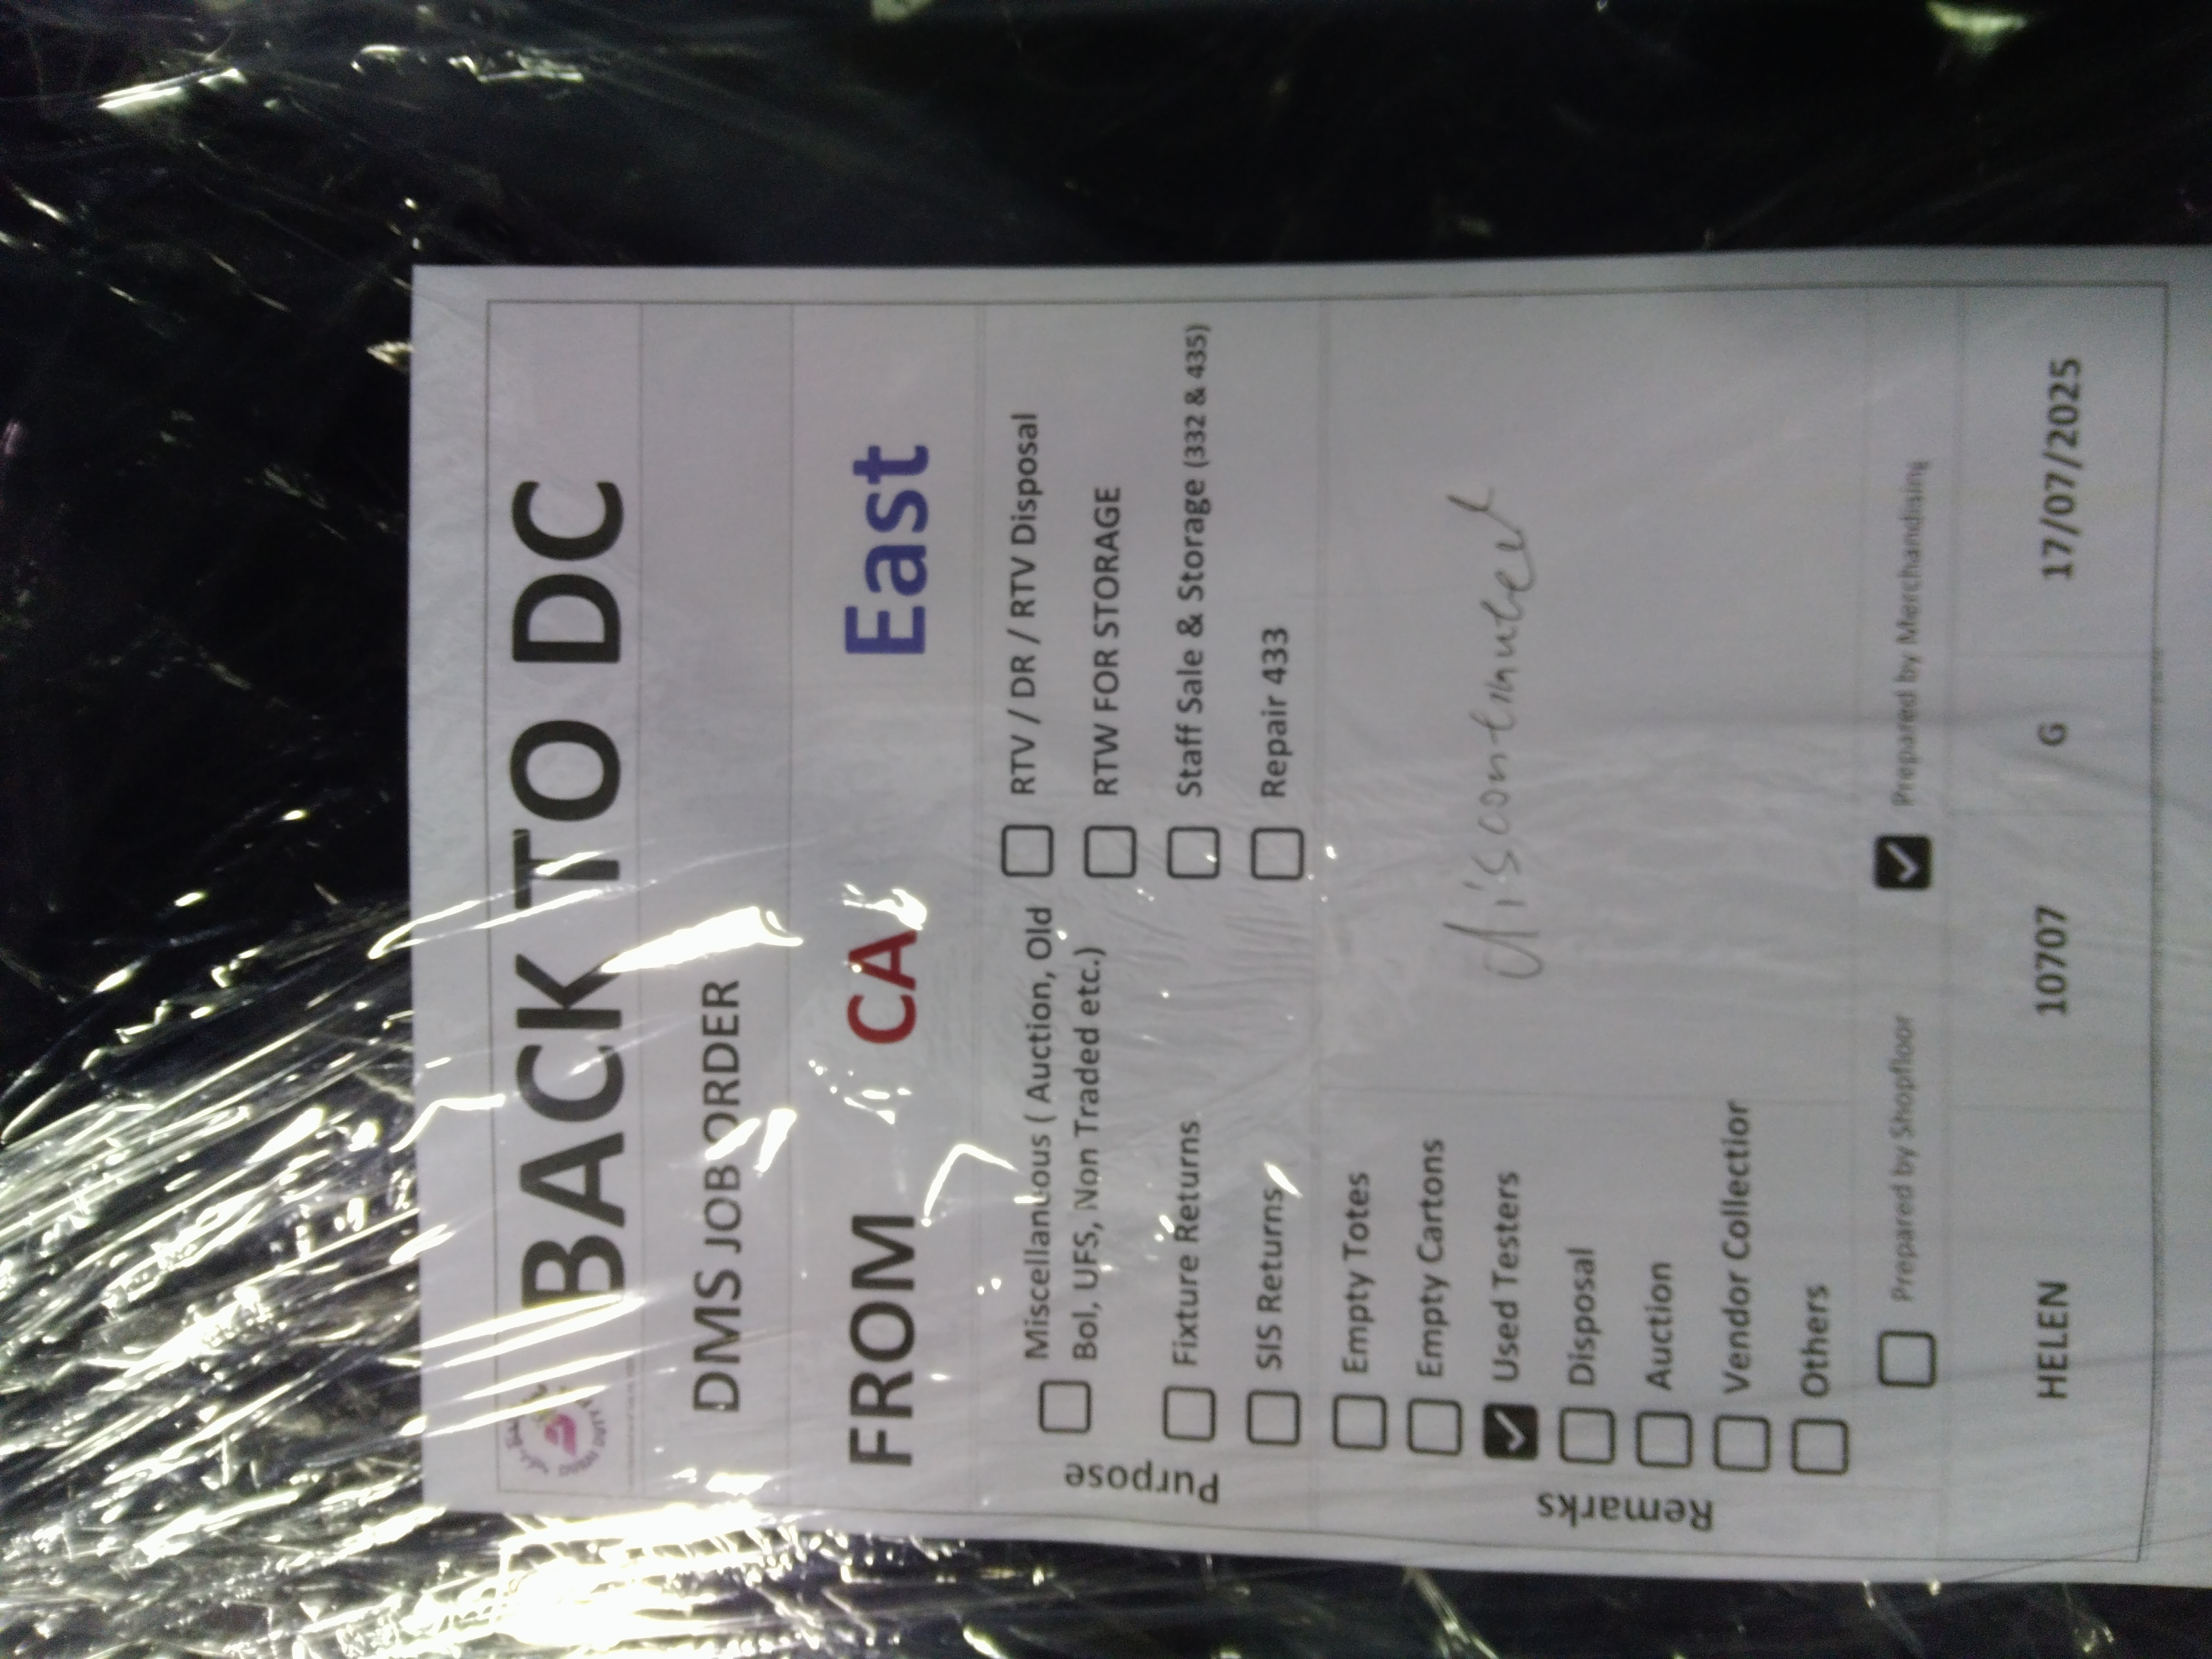 BACK TO DC
DMS JOB ORDER
FROM CA East
Purpose
Miscellaneous ( Auction, Old
Bol, UFS, Non Traded etc.)
Fixture Returns
SIS Returns
RTV / DR / RTV Disposal
RTW FOR STORAGE
Staff Sale & Storage (332 & 435)
Repair 433
Remarks
Empty Totes
Empty Cartons
Used Testers
Disposal
Auction
Vendor Collection
Others
discontinued
Prepared by Shopfloor
Prepared by Merchandising
HELEN 10707 G 17/07/2025